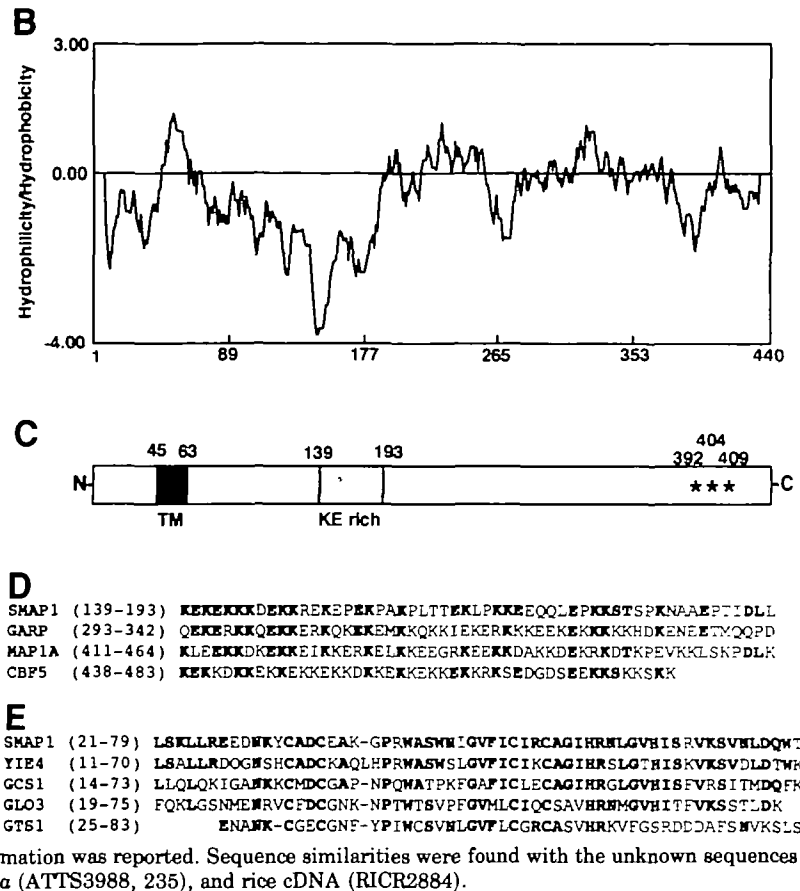 B
3.00
0.00
-4.00
Hydrophilicity/Hydrophobicity
1 89 177 265 353 440
C
404
45 63 139 193 392 409
N ★★★ C
TM KE rich
D
SMAP1 (139-193) KEKEKKKDEKKREKEPEKPAKPLTTEKLPKKEEQQLEPKKSTSPKNAAEPTIDLL
GARP (293-342) QEKERKKQEKKERKQKKEMKKQKKIEKERKKKEEKEKKKKHDKENEETMQQPD
MAP1A (411-464) KLEEKKDKEKKEIKKERKELKKEEGRKEEKKDAKKDEKRKDTKPEVKKLSKPDLK
CBF5 (438-483) KEKKDKKEKKEKKEKKDKKEKKEKKEKKRKSEDGDSEEKKSKKSKK
E
SMAP1 (21-79) LSKLLREEDNKYCADCEAK-GPRWASWNIGVFICIRCAGIHRNLGVHISRVKSVNLDQWT
YIE4 (11-70) LSALLRDOGNSHCADCKAQLHPRWASWSLGVFICIKCAGIHRSLGTHISKVKSVDLDTWK
GCS1 (14-73) LLQLQKIGANKKCMDCGAP-NPQWATPKFGAFICLECAGIHRGLGVHISFVRSITMDQFK
GLO3 (19-75) FQKLGSNMENRVCFDCGNK-NPTWTSVPFGVMLCIQCSAVHRNMGVHITFVKSSTLDK
GTS1 (25-83) ENANK-CGECGNF-YPIWCSVNLGVFLCGRCASVHRKVFGSRDDDAFSNVKSLS
mation was reported. Sequence similarities were found with the unknown sequences
α (ATTS3988, 235), and rice cDNA (RICR2884).